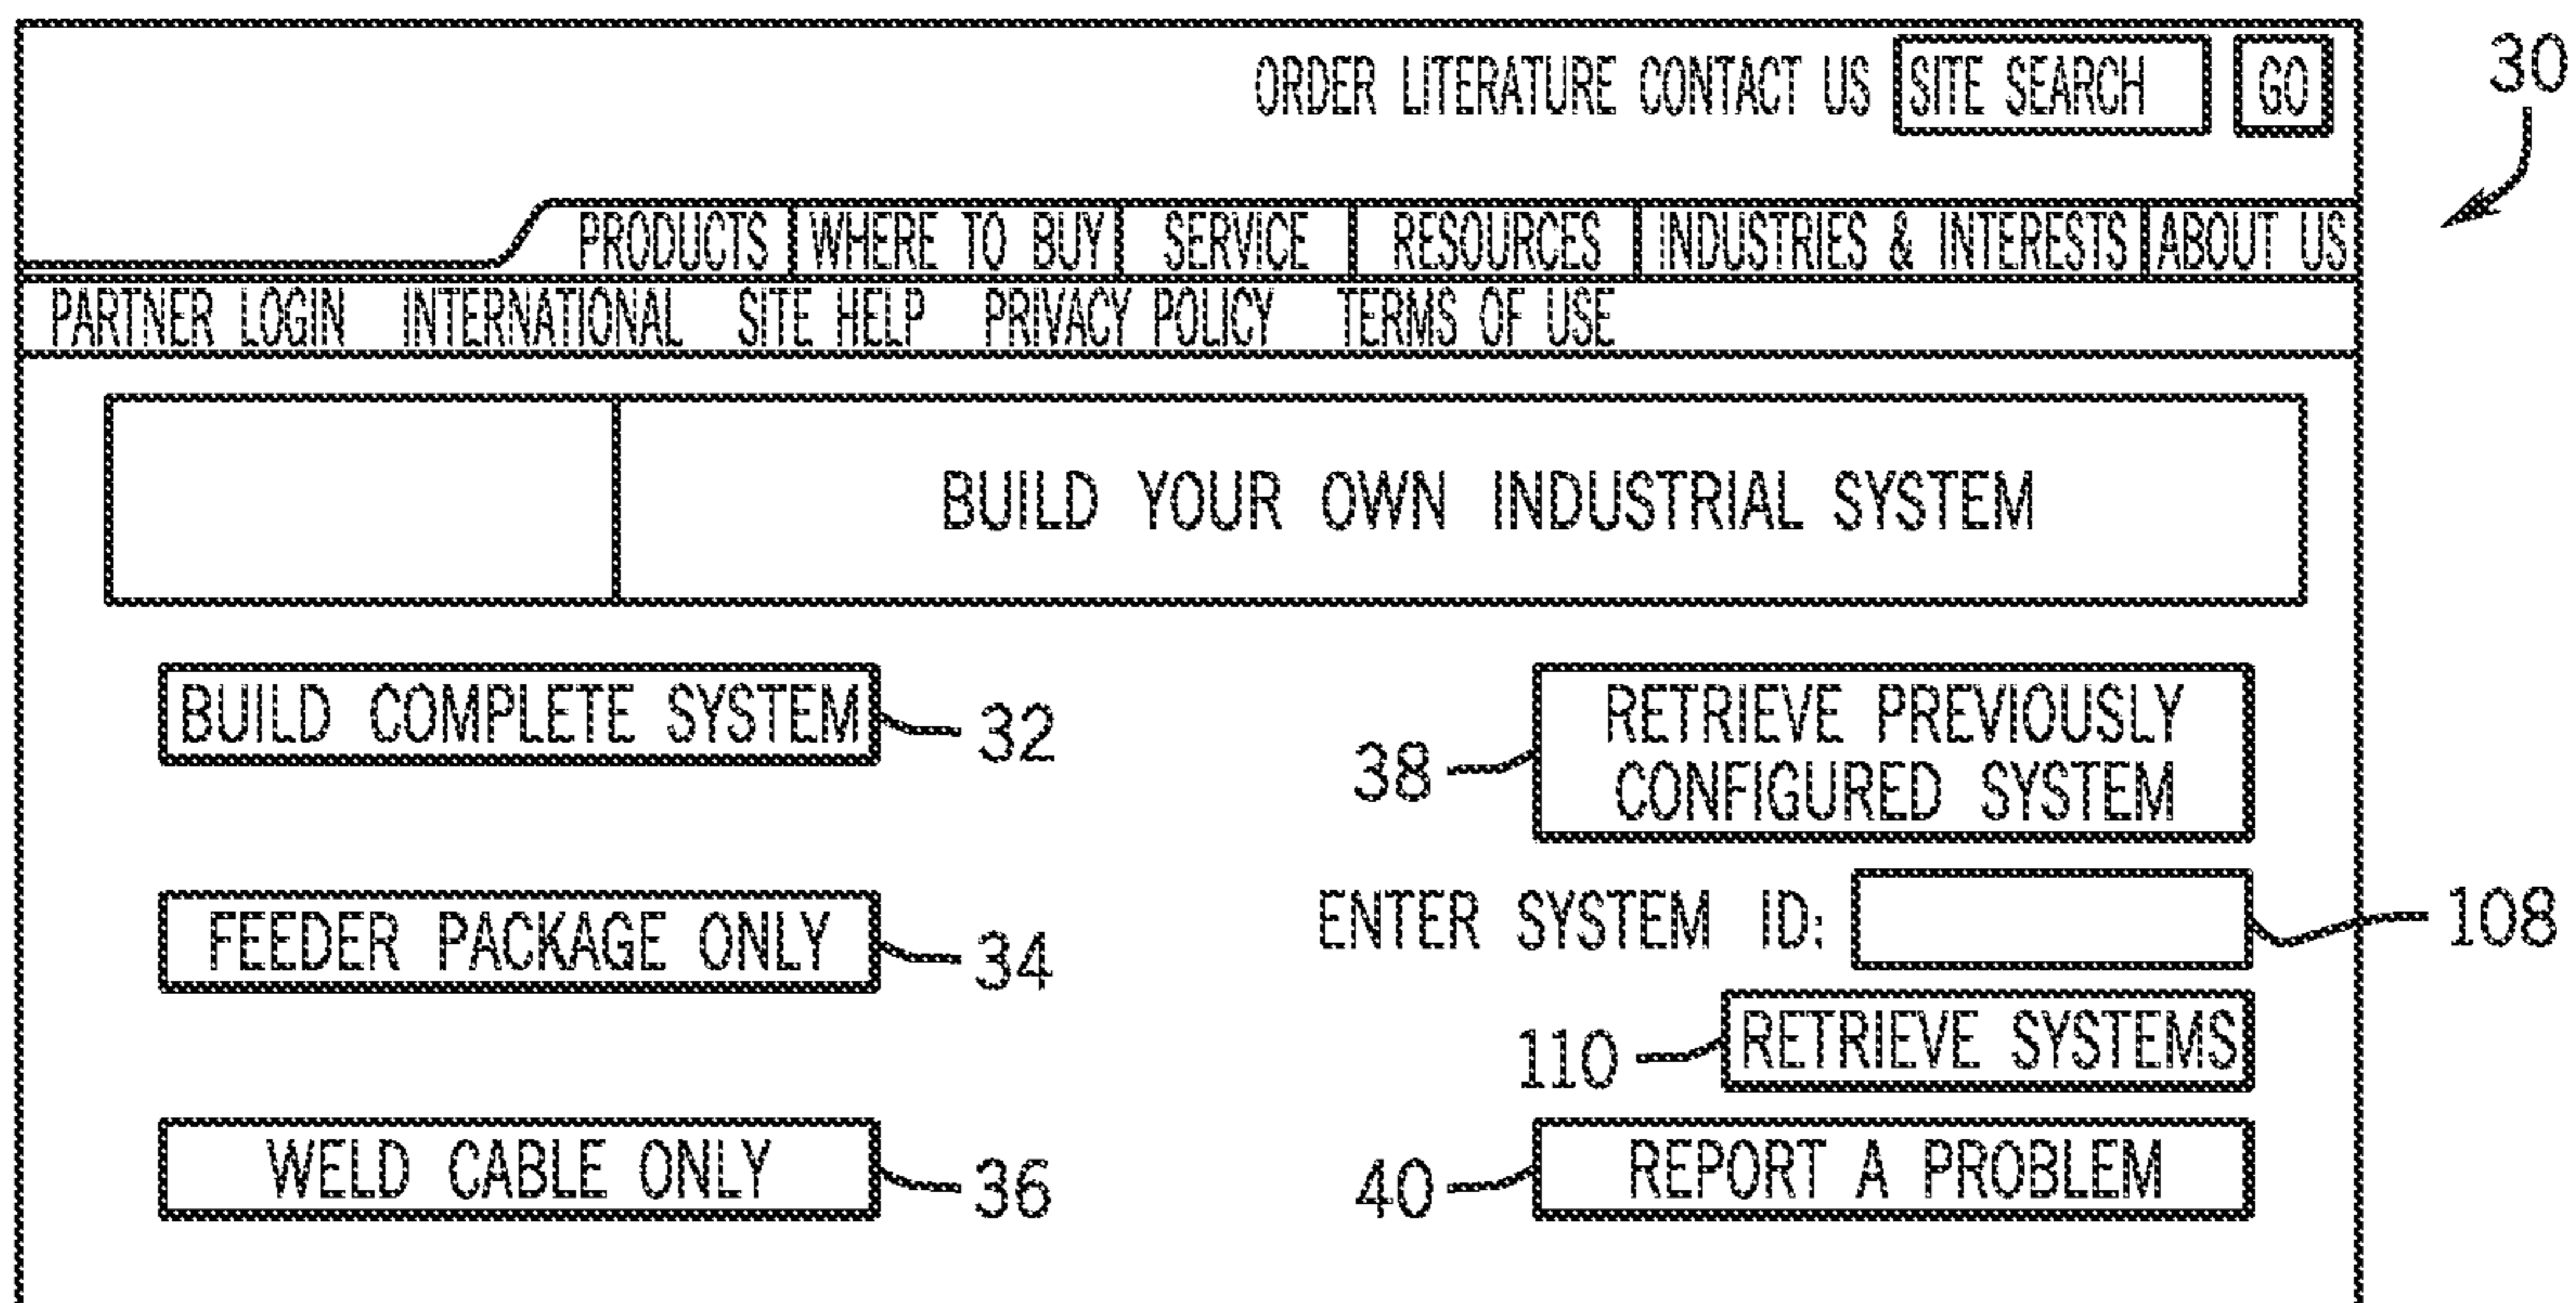 ORDER LITERATURE CONTACT US SITE SEARCH GO
30
PRODUCTS WHERE TO BUY SERVICE RESOURCES INDUSTRIES & INTERESTS ABOUT US
PARTNER LOGIN INTERNATIONAL SITE HELP PRIVACY POLICY TERMS OF USE
BUILD YOUR OWN INDUSTRIAL SYSTEM
BUILD COMPLETE SYSTEM 32
FEEDER PACKAGE ONLY 34
WELD CABLE ONLY 36
RETRIEVE PREVIOUSLY
CONFIGURED SYSTEM
38
ENTER SYSTEM ID: 108
110 RETRIEVE SYSTEMS
40 REPORT A PROBLEM